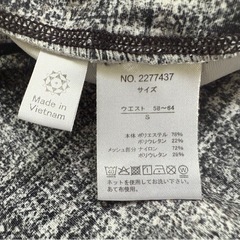 Made in
Vietnam
NO. 2277437
サイズ
ウエスト 58〜64
S
本体 ポリエステル 78%
ポリウレタン 22%
メッシュ部分 ナイロン 72%
ポリウレタン 28%
ネットを使用してお洗い下さい。